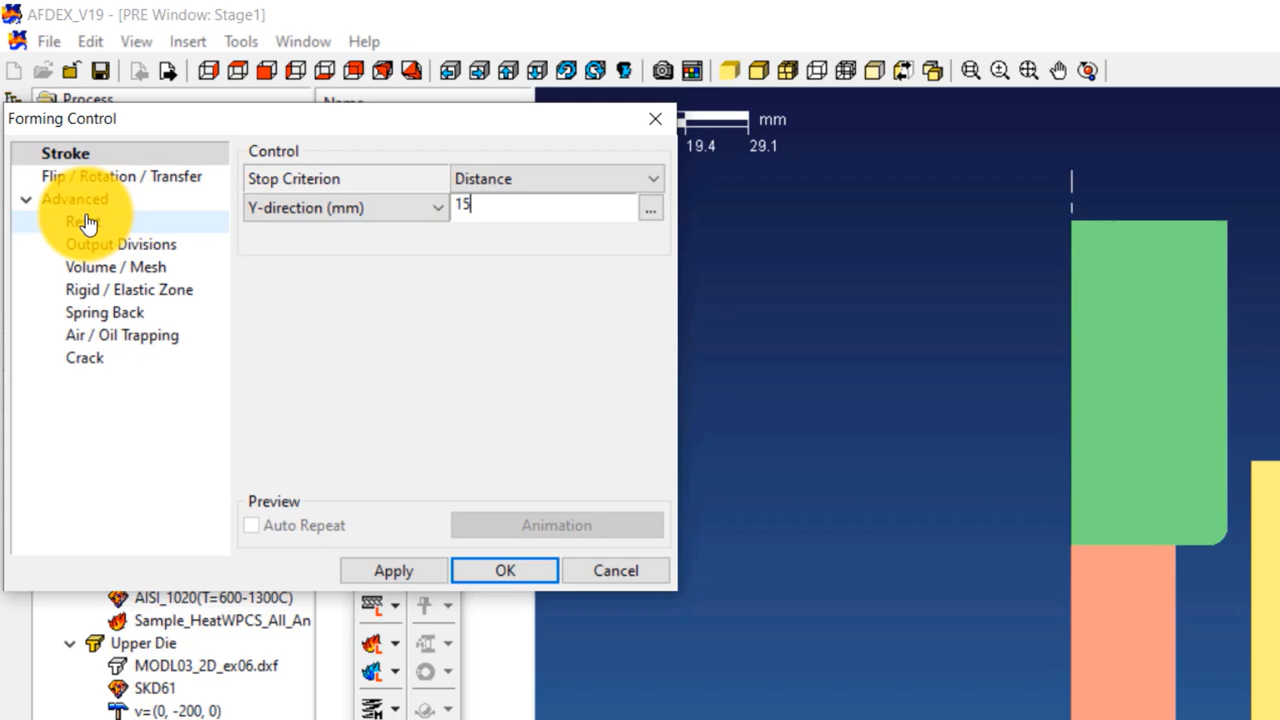 AFDEX_V19 - [PRE Window: Stage1]
File Edit View Insert Tools Window Help
Process
Name
Forming Control
mm
19.4 29.1
Stroke
Flip / Rotation / Transfer
Advanced
Output Divisions
Volume / Mesh
Rigid / Elastic Zone
Spring Back
Air / Oil Trapping
Crack
Control
Stop Criterion Distance
Y-direction (mm) 15 ...
Preview
Auto Repeat Animation
Apply OK Cancel
AISI_1020(T=600-1300C)
Sample_HeatWPCS_All_An
Upper Die
MODL03_2D_ex06.dxf
SKD61
v=(0, -200, 0)